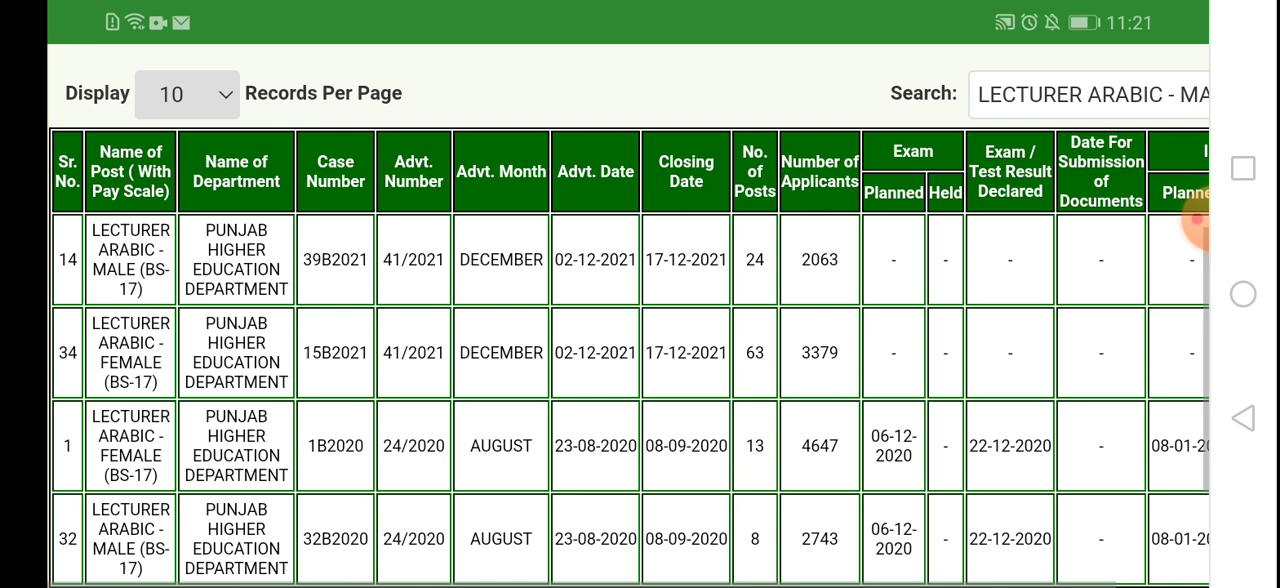 11:21
Display 10 Records Per Page Search: LECTURER ARABIC - MA
Sr. No. Name of Post ( With Pay Scale) Name of Department Case Number Advt. Number Advt. Month Advt. Date Closing Date No. of Posts Number of Applicants Exam Planned Held Exam / Test Result Declared Date For Submission of Documents I Planne
14 LECTURER ARABIC - MALE (BS-17) PUNJAB HIGHER EDUCATION DEPARTMENT 39B2021 41/2021 DECEMBER 02-12-2021 17-12-2021 24 2063 - - - - -
34 LECTURER ARABIC - FEMALE (BS-17) PUNJAB HIGHER EDUCATION DEPARTMENT 15B2021 41/2021 DECEMBER 02-12-2021 17-12-2021 63 3379 - - - - -
1 LECTURER ARABIC - FEMALE (BS-17) PUNJAB HIGHER EDUCATION DEPARTMENT 1B2020 24/2020 AUGUST 23-08-2020 08-09-2020 13 4647 06-12-2020 - 22-12-2020 - 08-01-20
32 LECTURER ARABIC - MALE (BS-17) PUNJAB HIGHER EDUCATION DEPARTMENT 32B2020 24/2020 AUGUST 23-08-2020 08-09-2020 8 2743 06-12-2020 - 22-12-2020 - 08-01-20